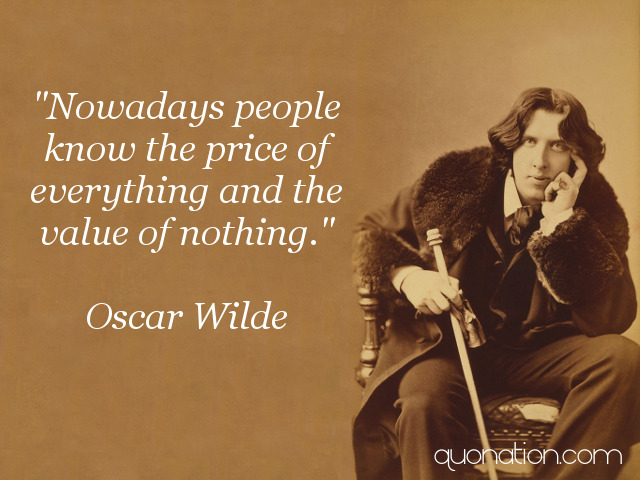 "Nowadays people
know the price of
everything and the
value of nothing."
Oscar Wilde
quonation.com